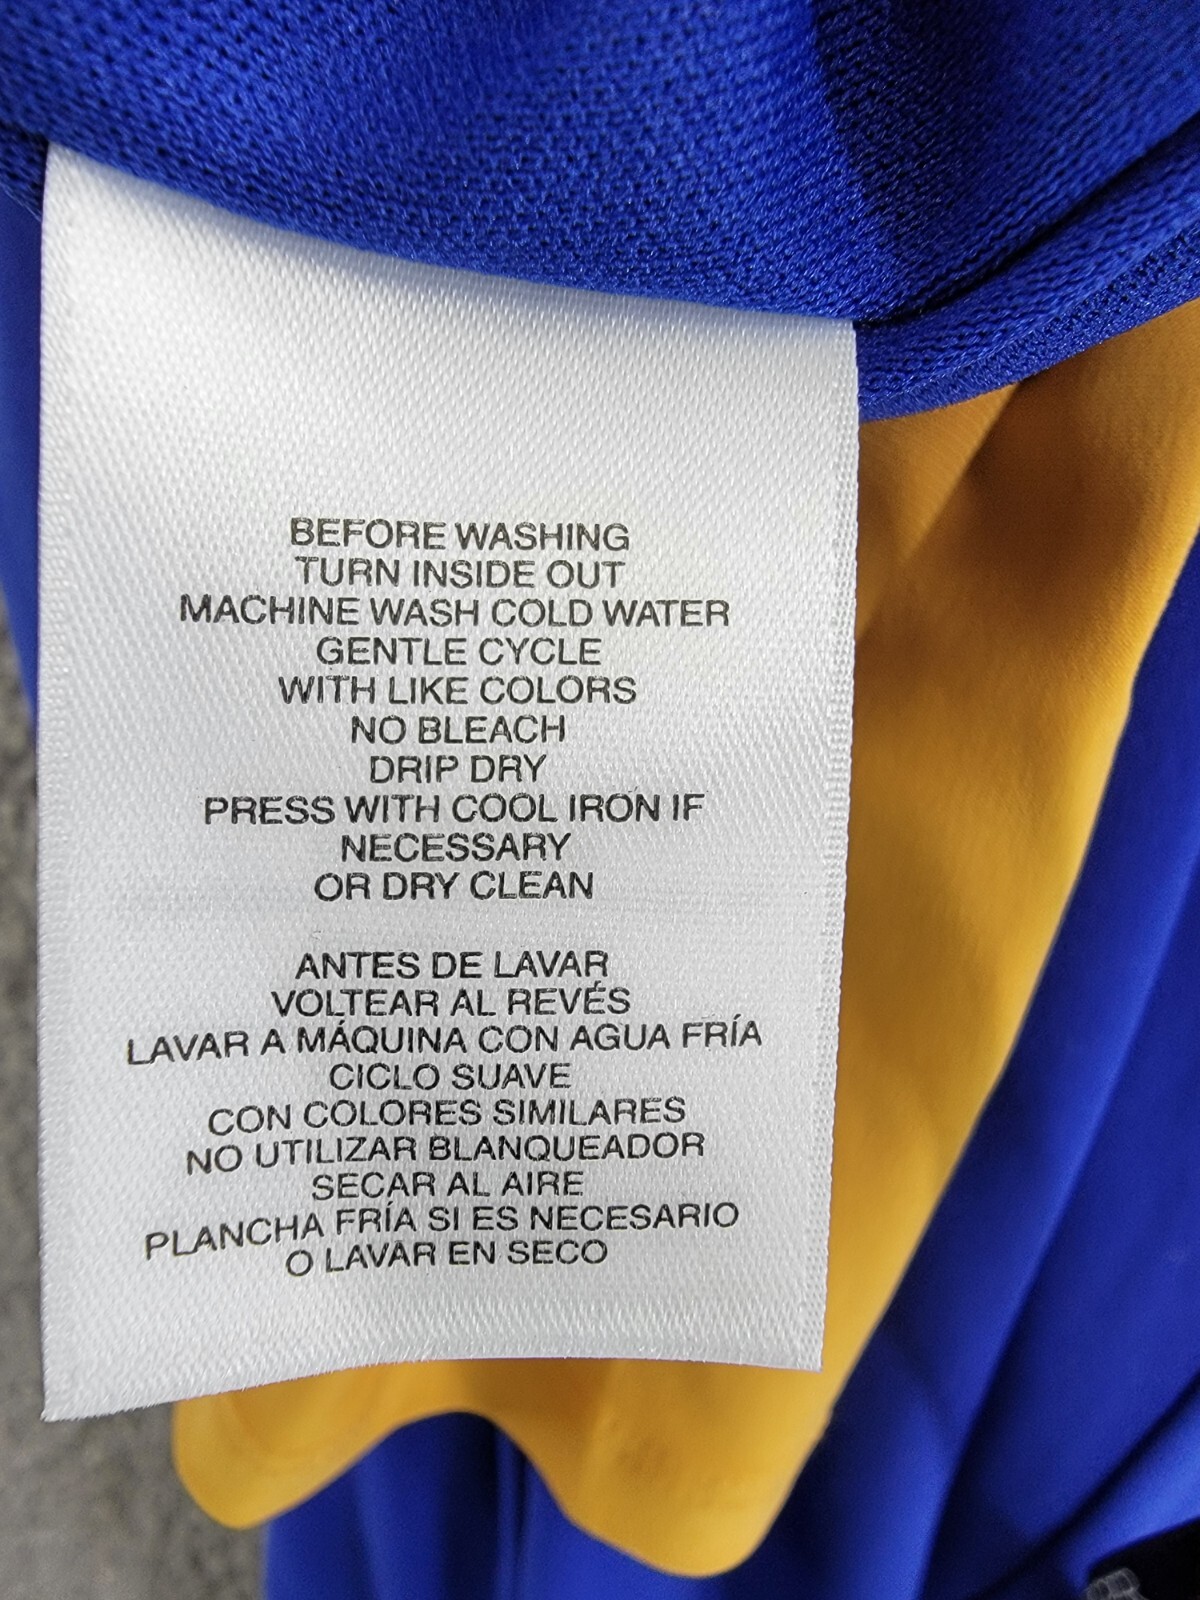 BEFORE WASHING
TURN INSIDE OUT
MACHINE WASH COLD WATER
GENTLE CYCLE
WITH LIKE COLORS
NO BLEACH
DRIP DRY
PRESS WITH COOL IRON IF
NECESSARY
OR DRY CLEAN
ANTES DE LAVAR
VOLTEAR AL REVÉS
LAVAR A MÁQUINA CON AGUA FRÍA
CICLO SUAVE
CON COLORES SIMILARES
NO UTILIZAR BLANQUEADOR
SECAR AL AIRE
PLANCHA FRÍA SI ES NECESARIO
O LAVAR EN SECO